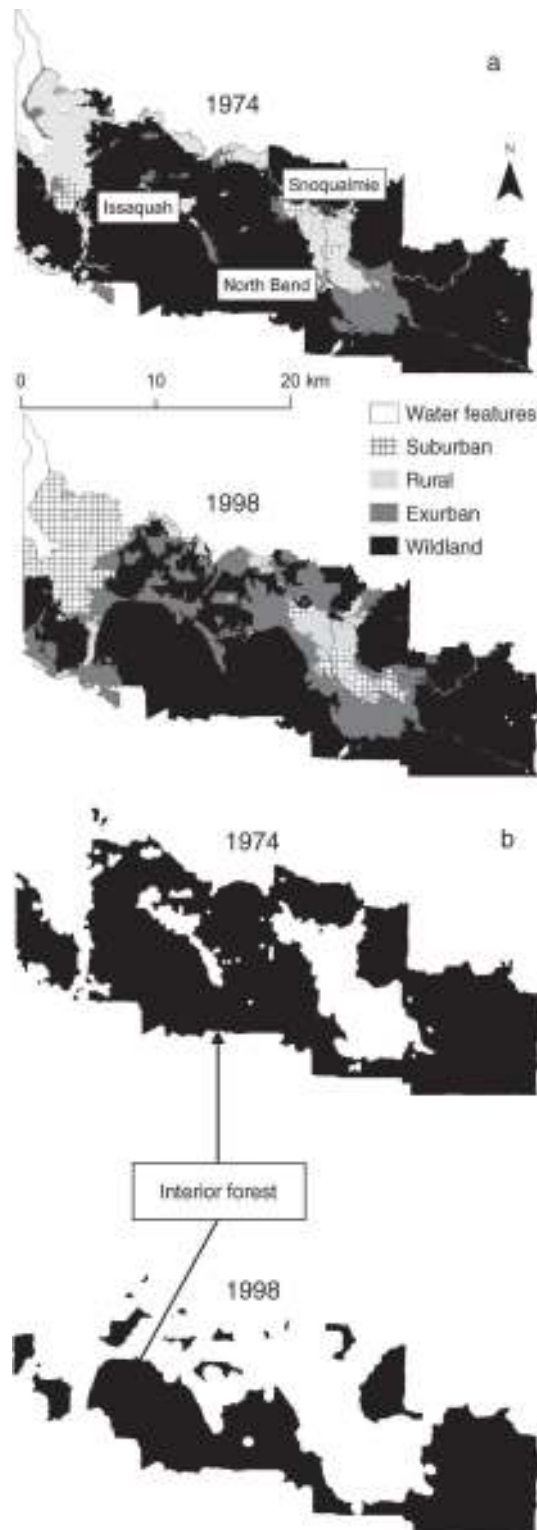 a
1974
N
Snoqualmie
Issaquah
North Bend
0 10 20 km
Water features
Suburban
Rural
Exurban
Wildland
1998
b
1974
Interior forest
1998